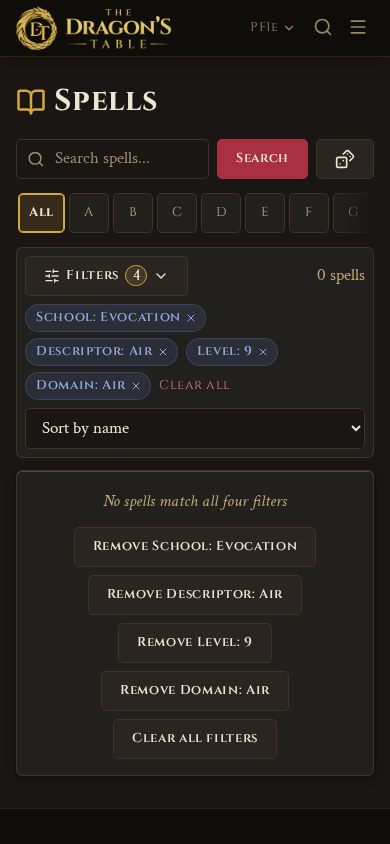 THE
DRAGON'S
TABLE
DT
PF1e
Spells
Search spells...
Search
All
A
B
C
D
E
F
G
Filters 4
0 spells
School: Evocation ×
Descriptor: Air ×
Level: 9 ×
Domain: Air ×
Clear all
Sort by name
No spells match all four filters
Remove School: Evocation
Remove Descriptor: Air
Remove Level: 9
Remove Domain: Air
Clear all filters